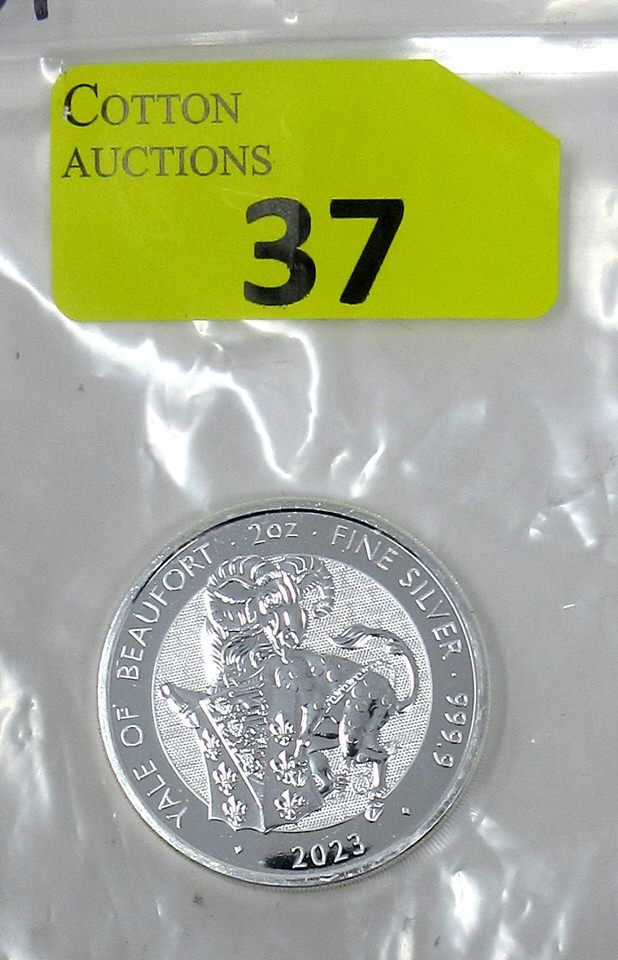 COTTON
AUCTIONS
37
YALE OF BEAUFORT · 2oz · FINE SILVER · 999.9
2023